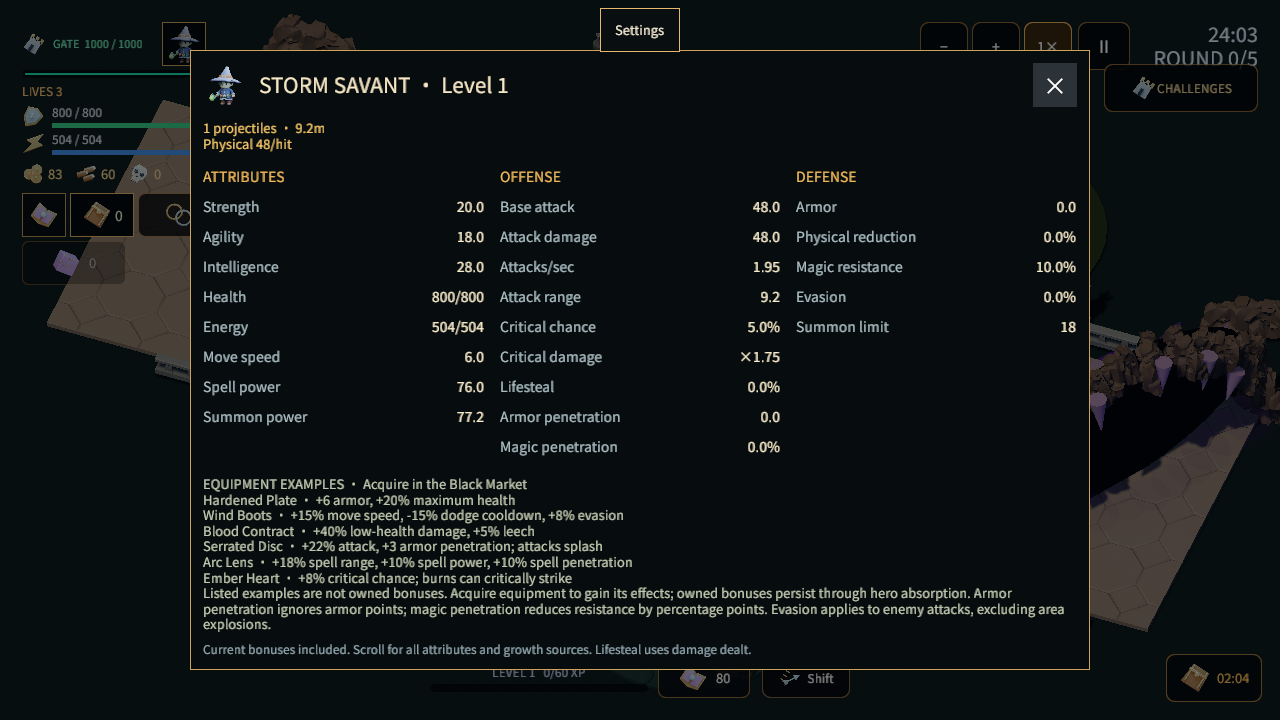 Settings
GATE 1000 / 1000
− + 1× II
24:03
ROUND 0/5
CHALLENGES
LIVES 3
800 / 800
504 / 504
83 60 0
0
0
STORM SAVANT • Level 1
1 projectiles • 9.2m
Physical 48/hit
ATTRIBUTES
Strength 20.0
Agility 18.0
Intelligence 28.0
Health 800/800
Energy 504/504
Move speed 6.0
Spell power 76.0
Summon power 77.2
OFFENSE
Base attack 48.0
Attack damage 48.0
Attacks/sec 1.95
Attack range 9.2
Critical chance 5.0%
Critical damage ×1.75
Lifesteal 0.0%
Armor penetration 0.0
Magic penetration 0.0%
DEFENSE
Armor 0.0
Physical reduction 0.0%
Magic resistance 10.0%
Evasion 0.0%
Summon limit 18
EQUIPMENT EXAMPLES • Acquire in the Black Market
Hardened Plate • +6 armor, +20% maximum health
Wind Boots • +15% move speed, -15% dodge cooldown, +8% evasion
Blood Contract • +40% low-health damage, +5% leech
Serrated Disc • +22% attack, +3 armor penetration; attacks splash
Arc Lens • +18% spell range, +10% spell power, +10% spell penetration
Ember Heart • +8% critical chance; burns can critically strike
Listed examples are not owned bonuses. Acquire equipment to gain its effects; owned bonuses persist through hero absorption. Armor
penetration ignores armor points; magic penetration reduces resistance by percentage points. Evasion applies to enemy attacks, excluding area
explosions.
Current bonuses included. Scroll for all attributes and growth sources. Lifesteal uses damage dealt.
LEVEL 1 0/60 XP
80
Shift
02:04